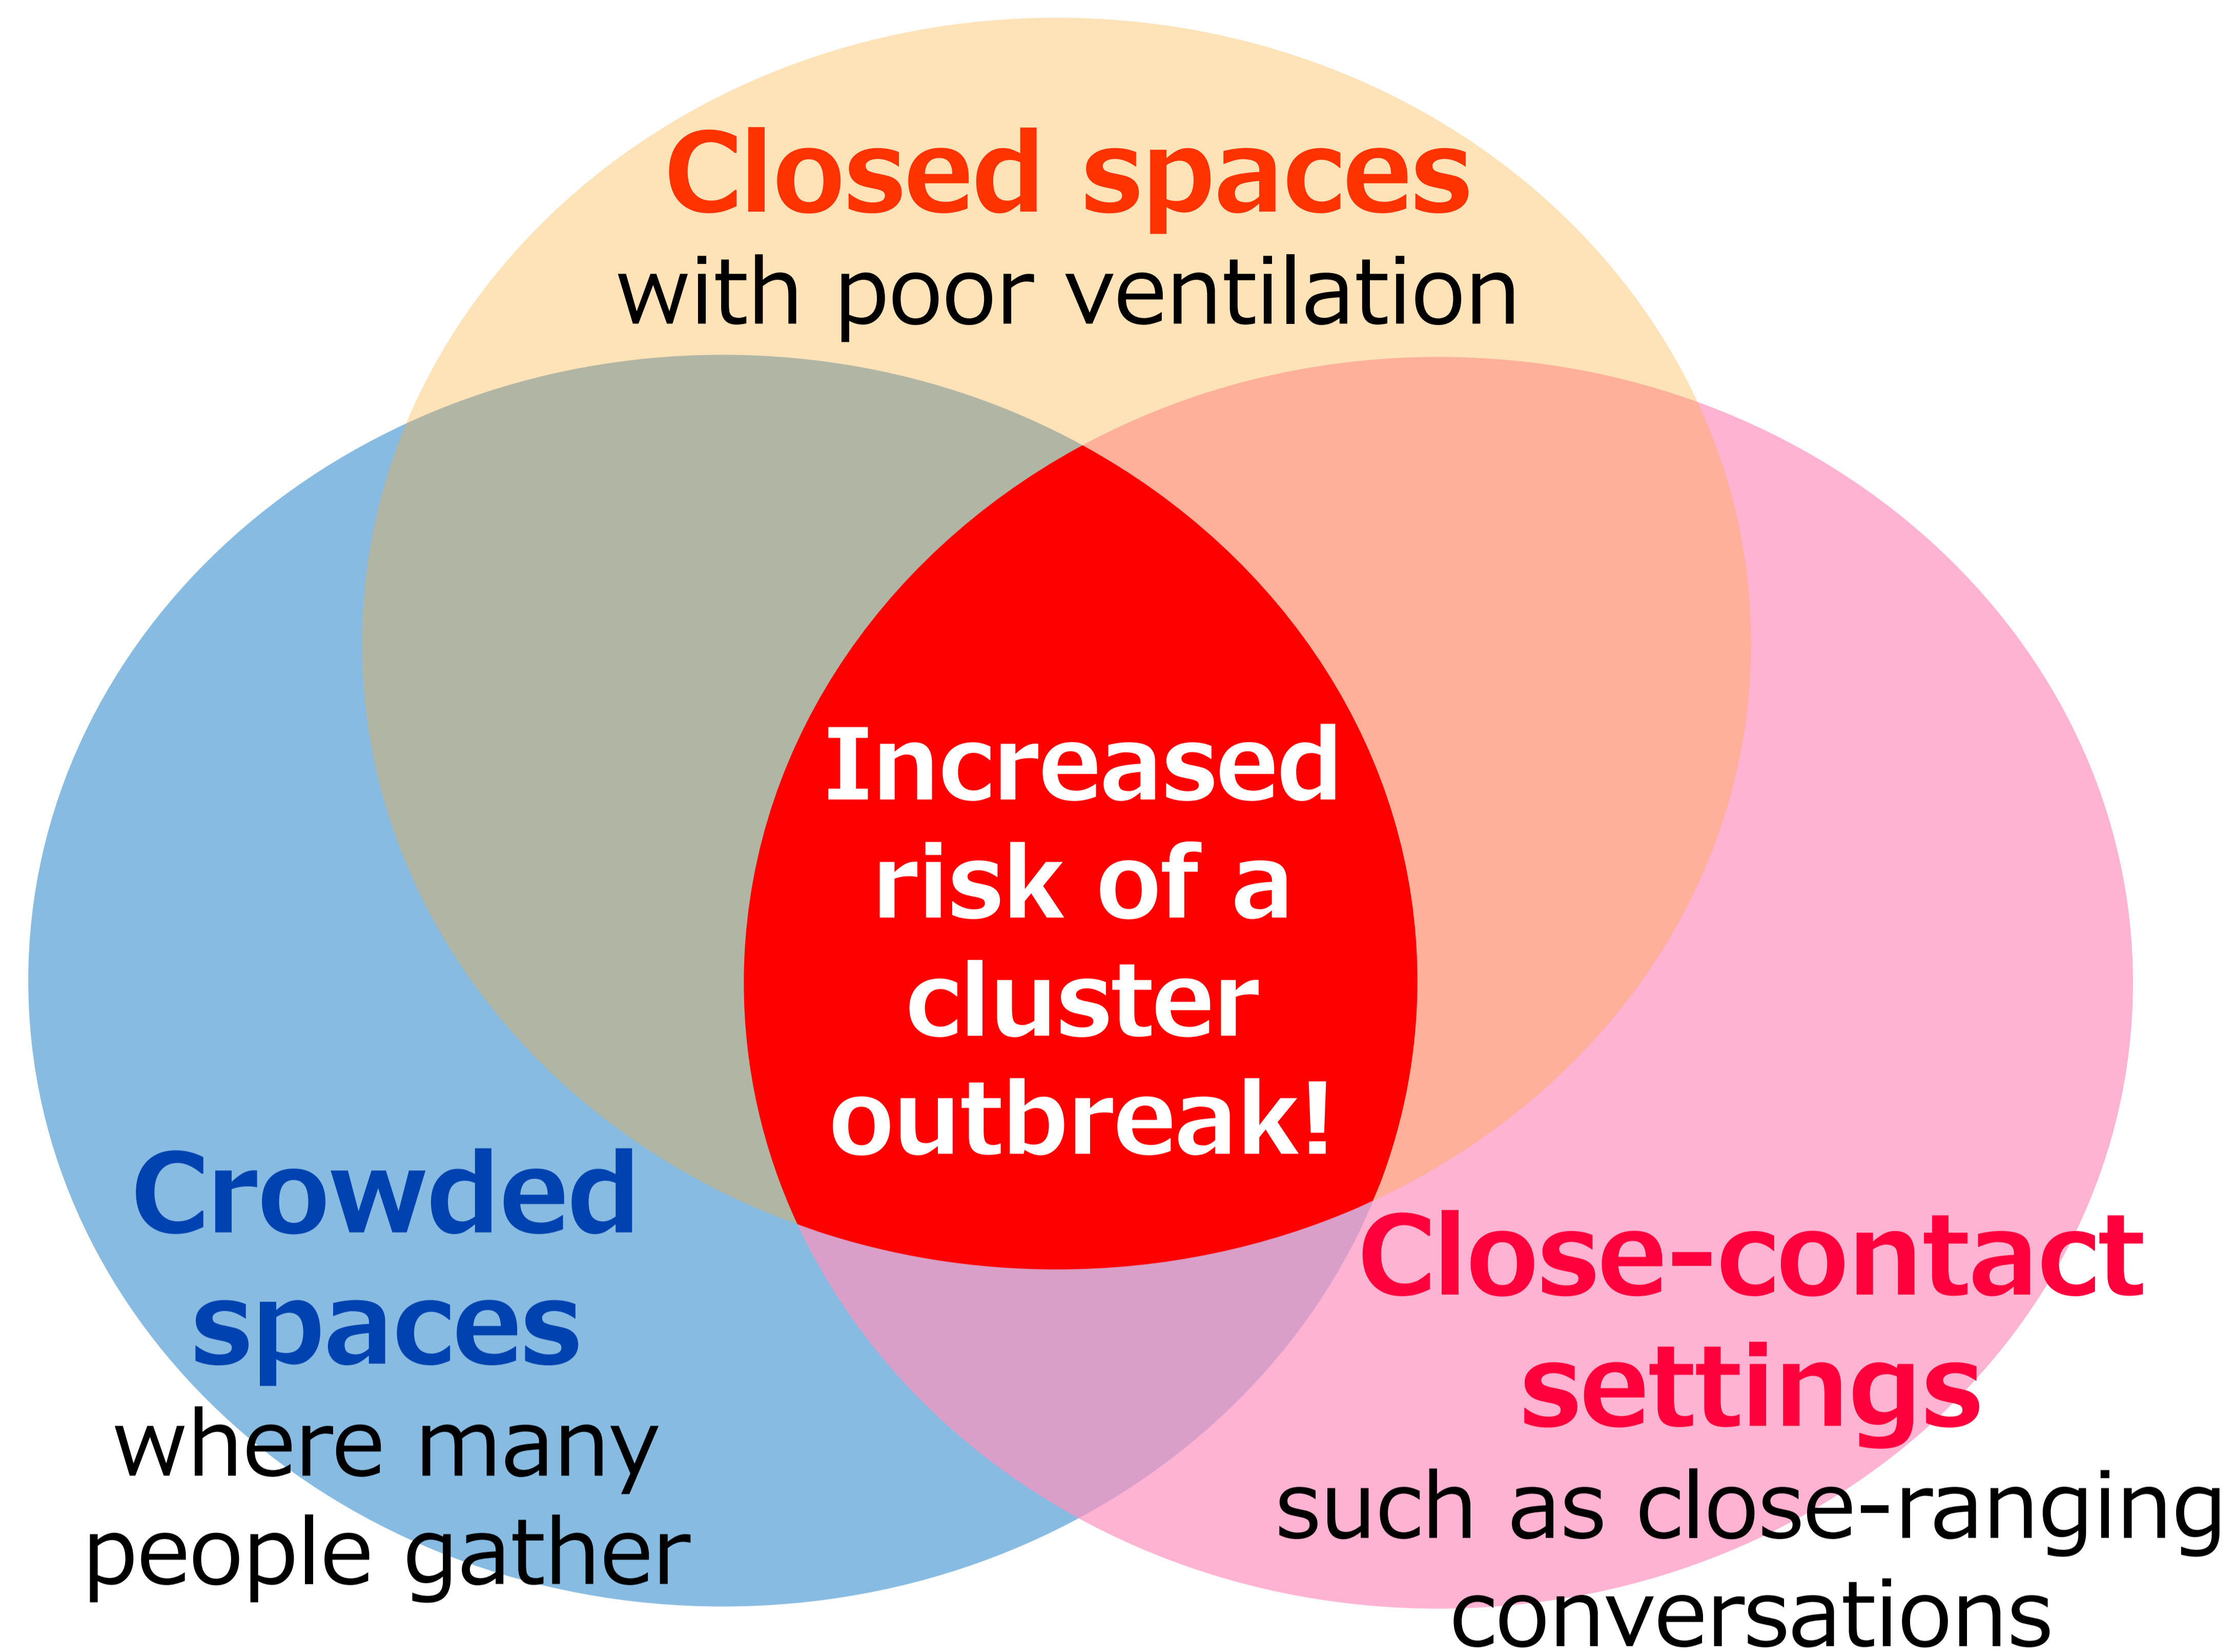 Closed spaces
with poor ventilation
Increased
risk of a
cluster
outbreak!
Crowded
spaces
where many
people gather
Close-contact
settings
such as close-ranging
conversations